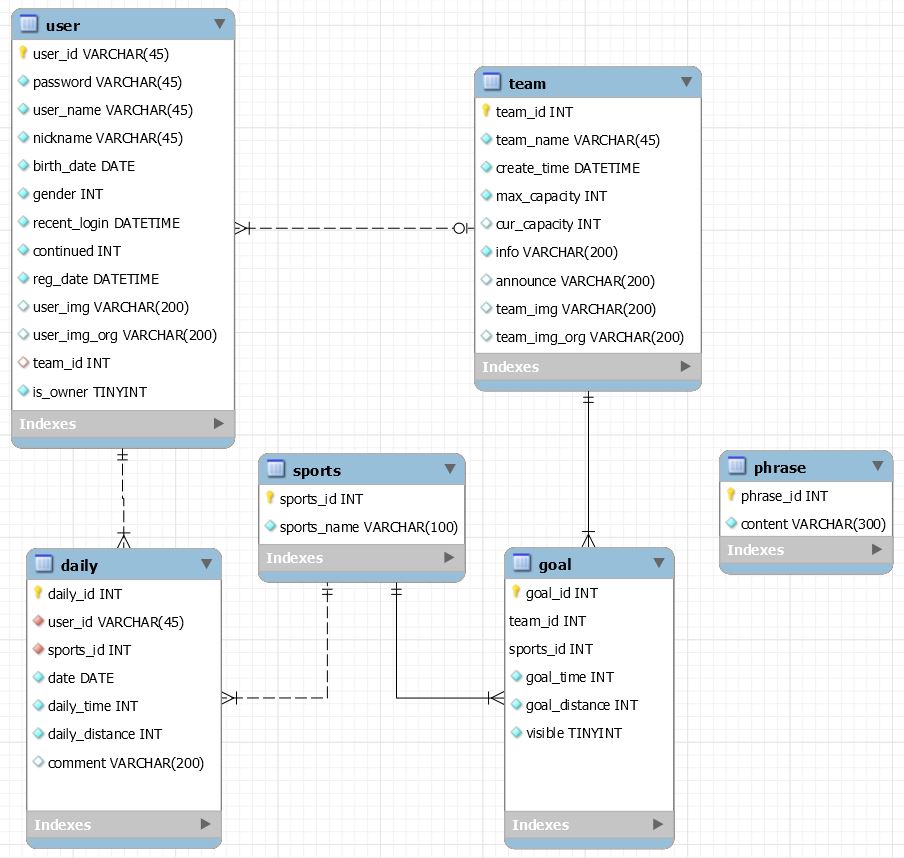 user
user_id VARCHAR(45)
password VARCHAR(45)
user_name VARCHAR(45)
nickname VARCHAR(45)
birth_date DATE
gender INT
recent_login DATETIME
continued INT
reg_date DATETIME
user_img VARCHAR(200)
user_img_org VARCHAR(200)
team_id INT
is_owner TINYINT
Indexes
team
team_id INT
team_name VARCHAR(45)
create_time DATETIME
max_capacity INT
cur_capacity INT
info VARCHAR(200)
announce VARCHAR(200)
team_img VARCHAR(200)
team_img_org VARCHAR(200)
Indexes
sports
sports_id INT
sports_name VARCHAR(100)
Indexes
phrase
phrase_id INT
content VARCHAR(300)
Indexes
daily
daily_id INT
user_id VARCHAR(45)
sports_id INT
date DATE
daily_time INT
daily_distance INT
comment VARCHAR(200)
Indexes
goal
goal_id INT
team_id INT
sports_id INT
goal_time INT
goal_distance INT
visible TINYINT
Indexes